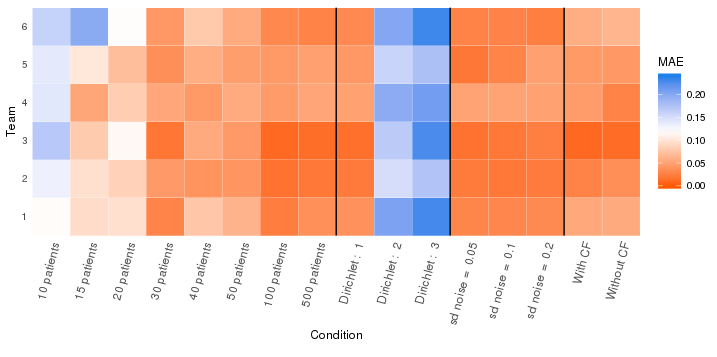 MAE
0.20
0.15
0.10
0.05
0.00
Team
6
5
4
3
2
1
10 patients
15 patients
20 patients
30 patients
40 patients
50 patients
100 patients
500 patients
Dirichlet : 1
Dirichlet : 2
Dirichlet : 3
sd noise = 0.05
sd noise = 0.1
sd noise = 0.2
With CF
Without CF
Condition